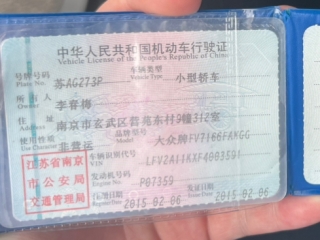 中华人民共和国机动车行驶证
Vehicle License of the People's Republic of China
号牌号码 苏AG273P 车辆类型 小型轿车
Plate No. Vehicle Type
所有人 李春梅
Owner
住址 南京市玄武区营苑东村9幢312室
Address
使用性质 非营运 品牌型号 大众牌FV7166FAKGG
Use Character Model
车辆识别代号 LFV2A11KXF4003591
VIN
发动机号码 P07359
Engine No.
注册日期 2015 02 06 发证日期 2015 02 06
Register Date Issue Date
江苏省南京
市公安局
交通管理局